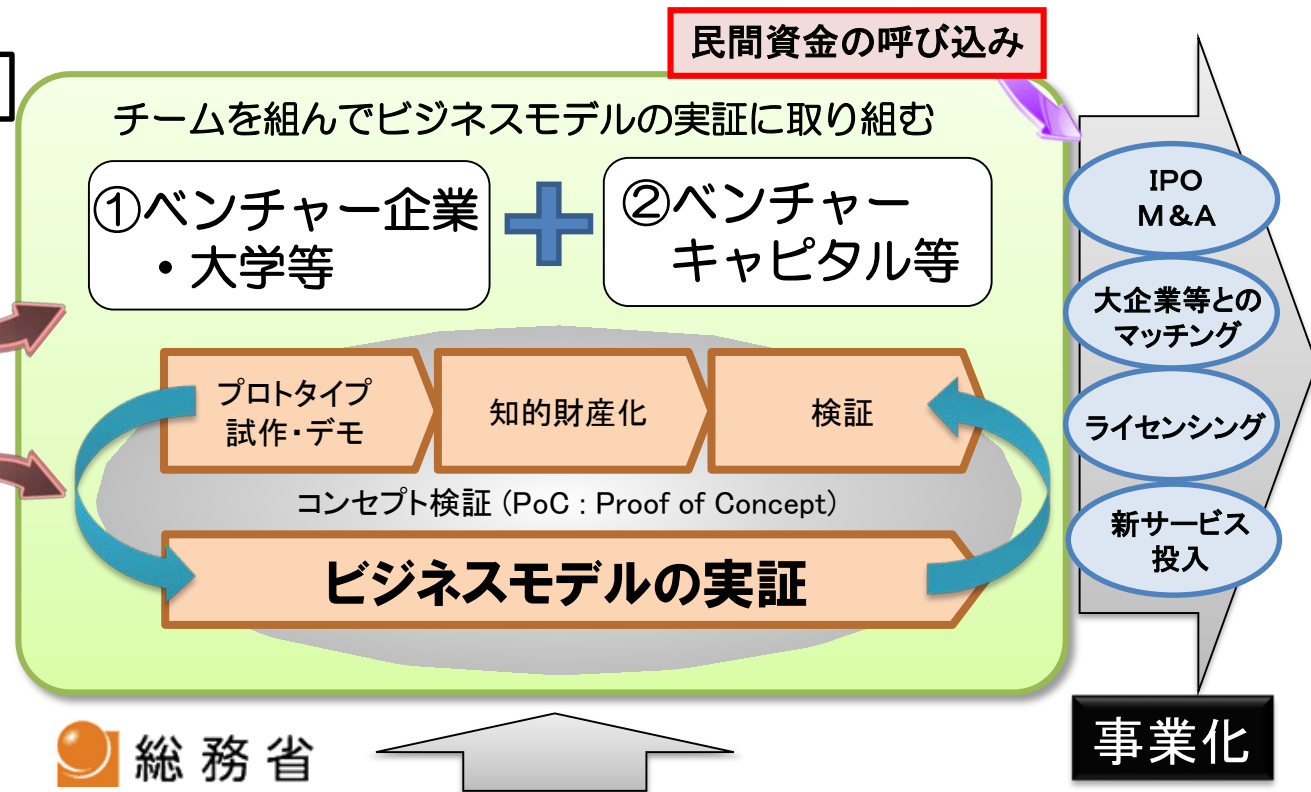 民間資金の呼び込み
チームを組んでビジネスモデルの実証に取り組む
①ベンチャー企業
・大学等
②ベンチャー
キャピタル等
プロトタイプ
試作・デモ
知的財産化
検証
コンセプト検証 (PoC : Proof of Concept)
ビジネスモデルの実証
IPO
M&A
大企業等との
マッチング
ライセンシング
新サービス
投入
事業化
総務省